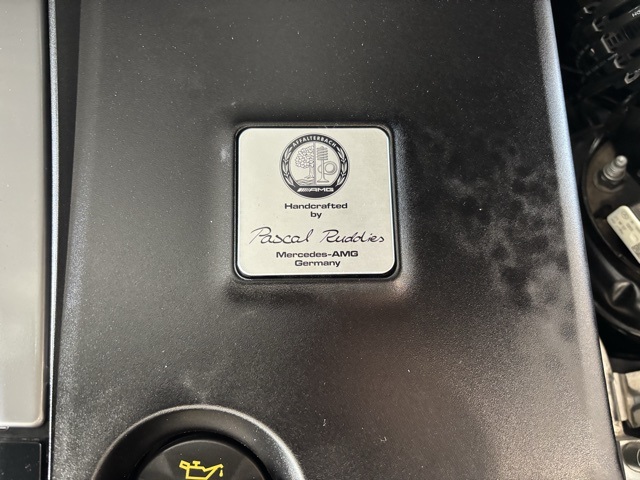 AFFALTERBACH
AMG
Handcrafted
by
Pascal Ruddies
Mercedes-AMG
Germany